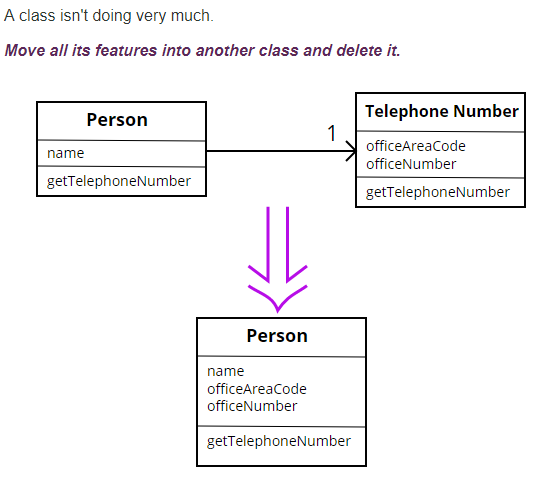 A class isn't doing very much.
Move all its features into another class and delete it.
Person
name
getTelephoneNumber
1
Telephone Number
officeAreaCode
officeNumber
getTelephoneNumber
Person
name
officeAreaCode
officeNumber
getTelephoneNumber